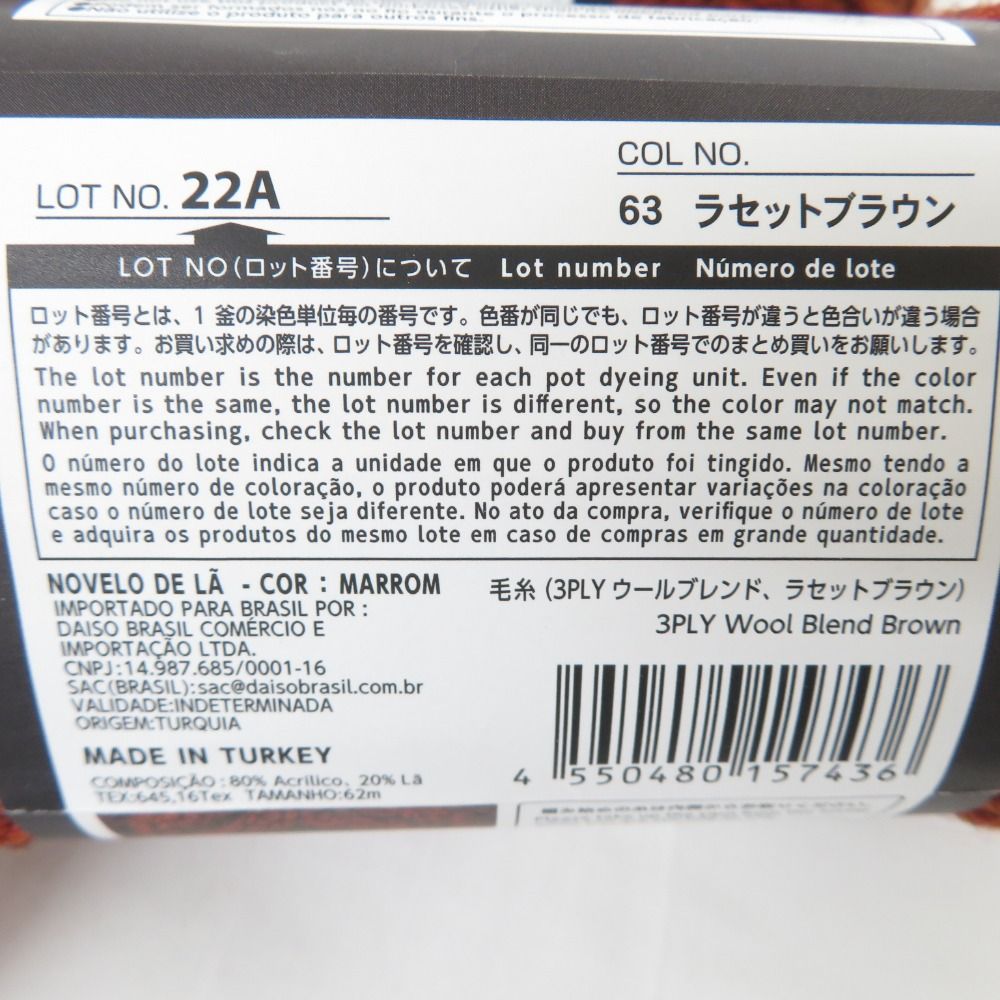 não utilize o produto para outros fins.
LOT NO. 22A
COL NO.
63 ラセットブラウン
LOT NO(ロット番号)について Lot number Número de lote
ロット番号とは、1 釜の染色単位毎の番号です。色番が同じでも、ロット番号が違うと色合いが違う場合
があります。お買い求めの際は、ロット番号を確認し、同一のロット番号でのまとめ買いをお願いします。
The lot number is the number for each pot dyeing unit. Even if the color
number is the same, the lot number is different, so the color may not match.
When purchasing, check the lot number and buy from the same lot number.
O número do lote indica a unidade em que o produto foi tingido. Mesmo tendo a
mesmo número de coloração, o produto poderá apresentar variações na coloração
caso o número de lote seja diferente. No ato da compra, verifique o número de lote
e adquira os produtos do mesmo lote em caso de compras em grande quantidade.
NOVELO DE LÃ - COR : MARROM
IMPORTADO PARA BRASIL POR :
DAISO BRASIL COMÉRCIO E
IMPORTAÇÃO LTDA.
CNPJ:14.987.685/0001-16
SAC(BRASIL):sac@daisobrasil.com.br
VALIDADE:INDETERMINADA
ORIGEM:TURQUIA
MADE IN TURKEY
COMPOSIÇÃO : 80% Acrílico、20% Lã
TEX:645,16Tex TAMANHO:62m
毛糸 (3PLY ウールブレンド、ラセットブラウン)
3PLY Wool Blend Brown
4 550480 157436